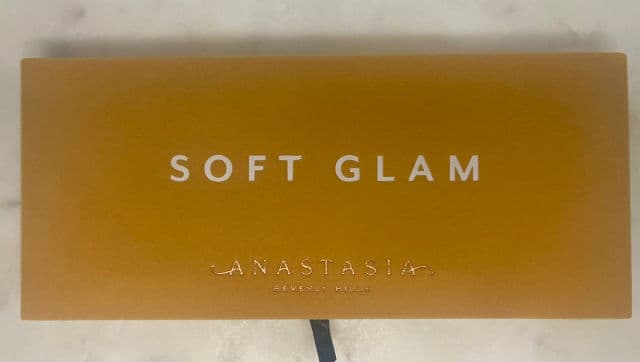 SOFT GLAM
ANASTASIA
BEVERLY HILLS